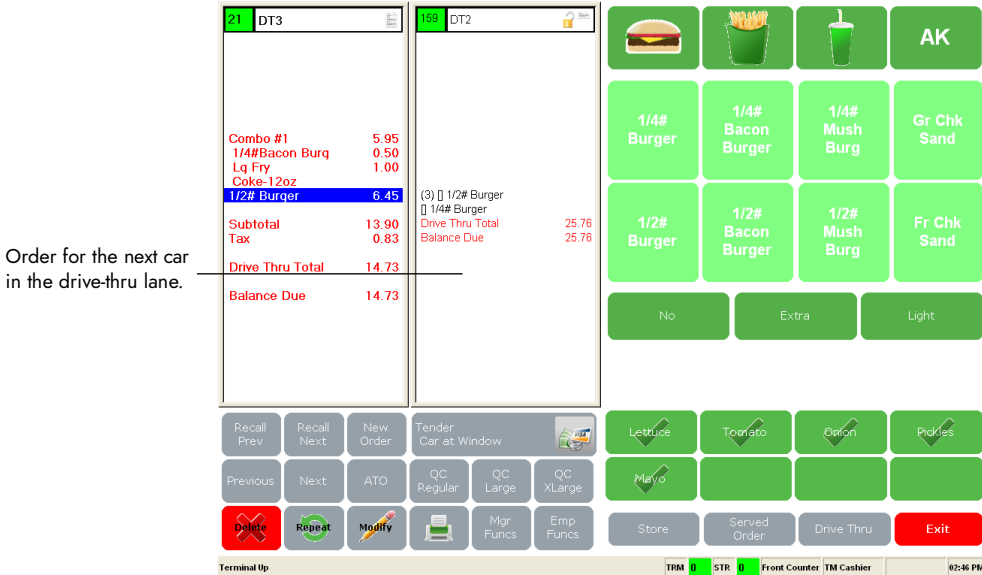 Order for the next car
in the drive-thru lane.
21 DT3
Combo #1 5.95
1/4#Bacon Burg 0.50
Lg Fry 1.00
Coke-12oz
1/2# Burger 6.45
Subtotal 13.90
Tax 0.83
Drive Thru Total 14.73
Balance Due 14.73
159 DT2
(3) [] 1/2# Burger
[] 1/4# Burger
Drive Thru Total 25.76
Balance Due 25.76
AK
1/4#
Burger
1/4#
Bacon
Burger
1/4#
Mush
Burg
Gr Chk
Sand
1/2#
Burger
1/2#
Bacon
Burger
1/2#
Mush
Burg
Fr Chk
Sand
No Extra Light
Recall
Prev
Recall
Next
New
Order
Tender
Car at Window
Previous Next ATO
QC
Regular
QC
Large
QC
XLarge
Delete Repeat Modify
Mgr
Funcs
Emp
Funcs
Lettuce Tomato Onion Pickles
Mayo
Store
Served
Order
Drive Thru Exit
Terminal Up TRM 0 STR 0 Front Counter TM Cashier 02:46 PM